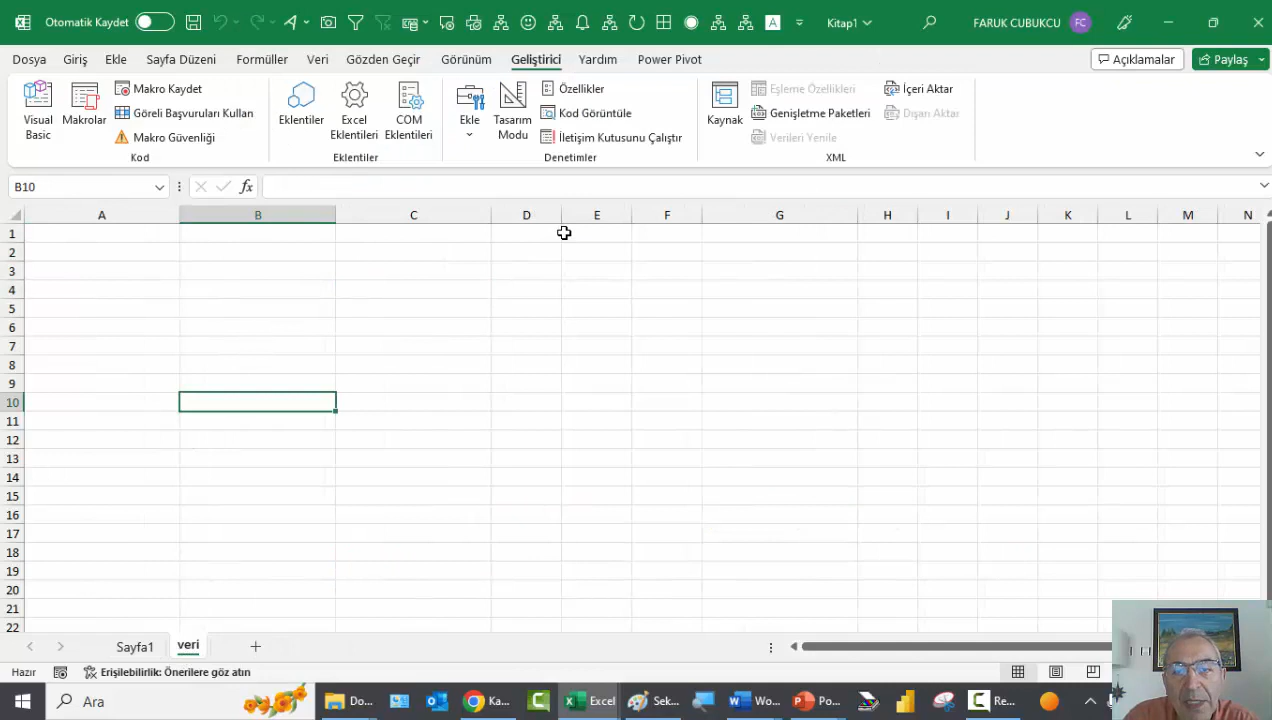 Otomatik Kaydet
A
Kitap1
FARUK CUBUKCU
FC
Dosya Giriş Ekle Sayfa Düzeni Formüller Veri Gözden Geçir Görünüm Geliştirici Yardım Power Pivot
Açıklamalar
Paylaş
Visual Basic
Makrolar
Makro Kaydet
Göreli Başvuruları Kullan
Makro Güvenliği
Kod
Eklentiler
Excel Eklentileri
COM Eklentileri
Eklentiler
Ekle
Tasarım Modu
Özellikler
Kod Görüntüle
İletişim Kutusunu Çalıştır
Denetimler
Kaynak
Eşleme Özellikleri
Genişletme Paketleri
Verileri Yenile
İçeri Aktar
Dışarı Aktar
XML
B10
fx
A B C D E F G H I J K L M N
1
2
3
4
5
6
7
8
9
10
11
12
13
14
15
16
17
18
19
20
21
22
Sayfa1 veri
Hazır
Erişilebilirlik: Önerilere göz atın
Ara
Do...
Ka...
Excel
Sek...
Wo...
Po...
Re...